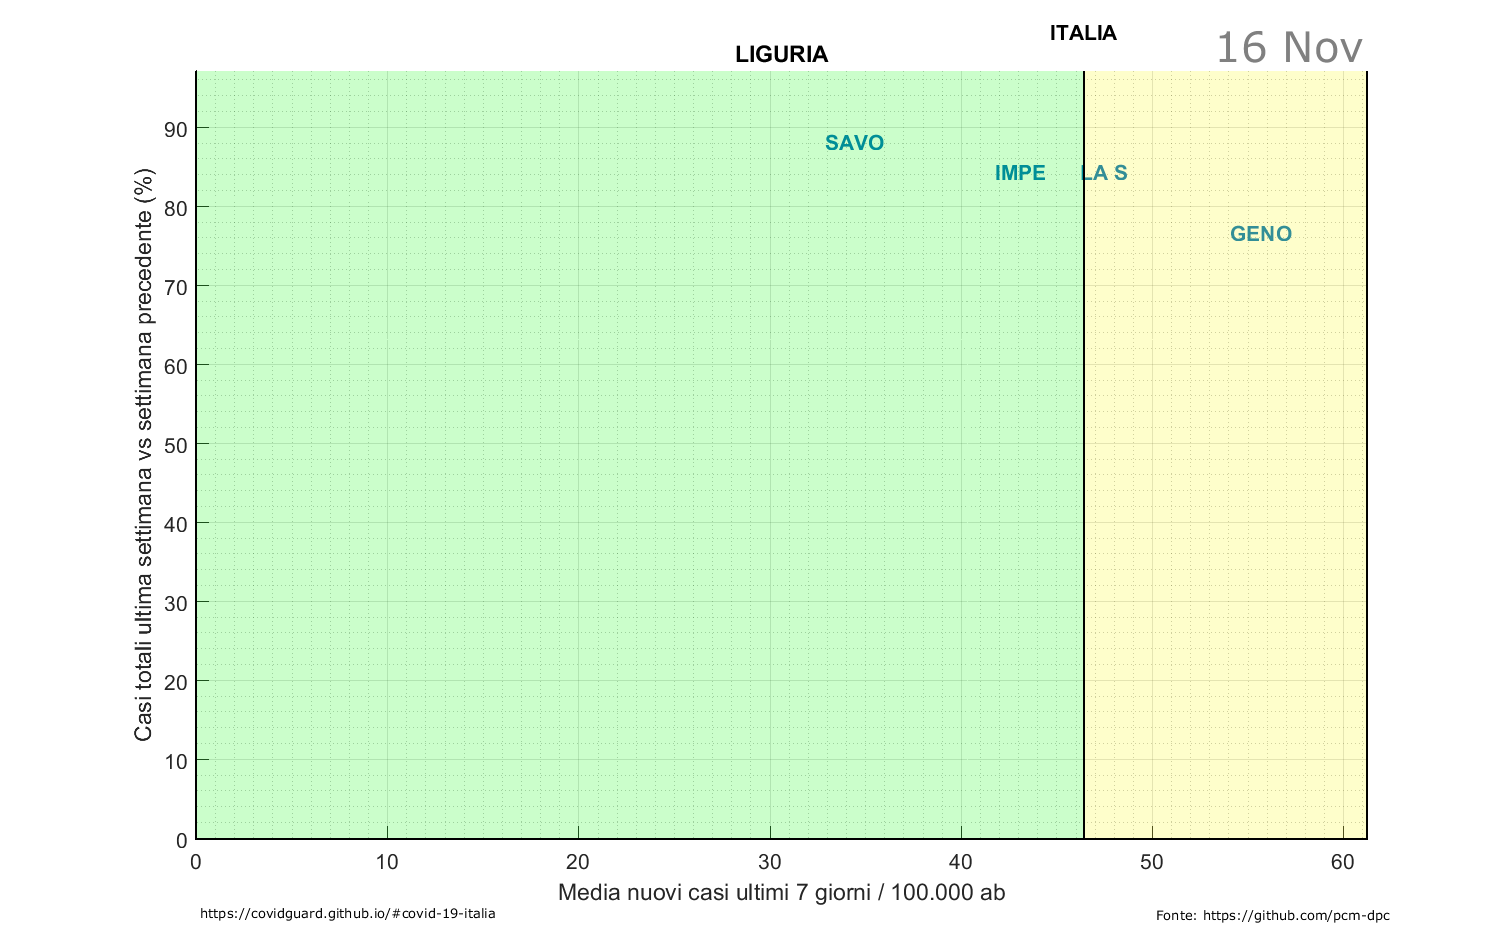 ITALIA
LIGURIA
16 Nov
Casi totali ultima settimana vs settimana precedente (%)
90
80
70
60
50
40
30
20
10
0
SAVO
IMPE
LA S
GENO
0 10 20 30 40 50 60
Media nuovi casi ultimi 7 giorni / 100.000 ab
https://covidguard.github.io/#covid-19-italia
Fonte: https://github.com/pcm-dpc